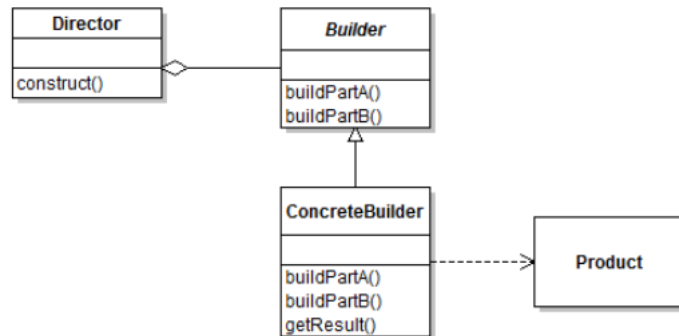 Director
construct()
Builder
buildPartA()
buildPartB()
ConcreteBuilder
buildPartA()
buildPartB()
getResult()
Product